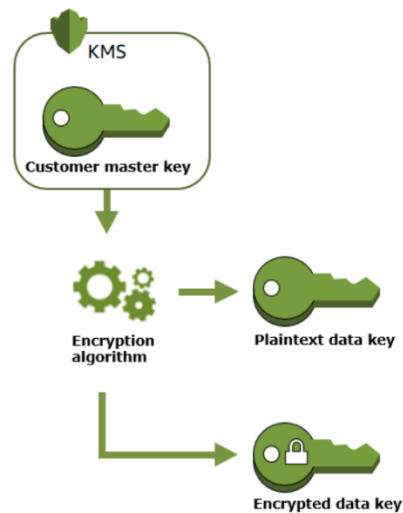 KMS
Customer master key
Encryption
algorithm
Plaintext data key
Encrypted data key